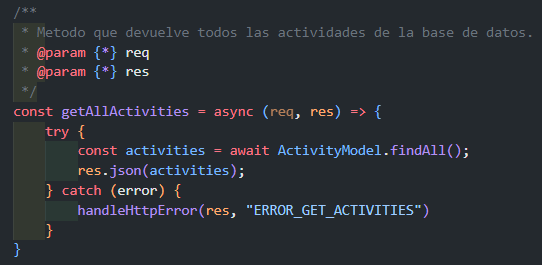 /**
 * Metodo que devuelve todos las actividades de la base de datos.
 * @param {*} req
 * @param {*} res
 */
const getAllActivities = async (req, res) => {
    try {
        const activities = await ActivityModel.findAll();
        res.json(activities);
    } catch (error) {
        handleHttpError(res, "ERROR_GET_ACTIVITIES")
    }
}